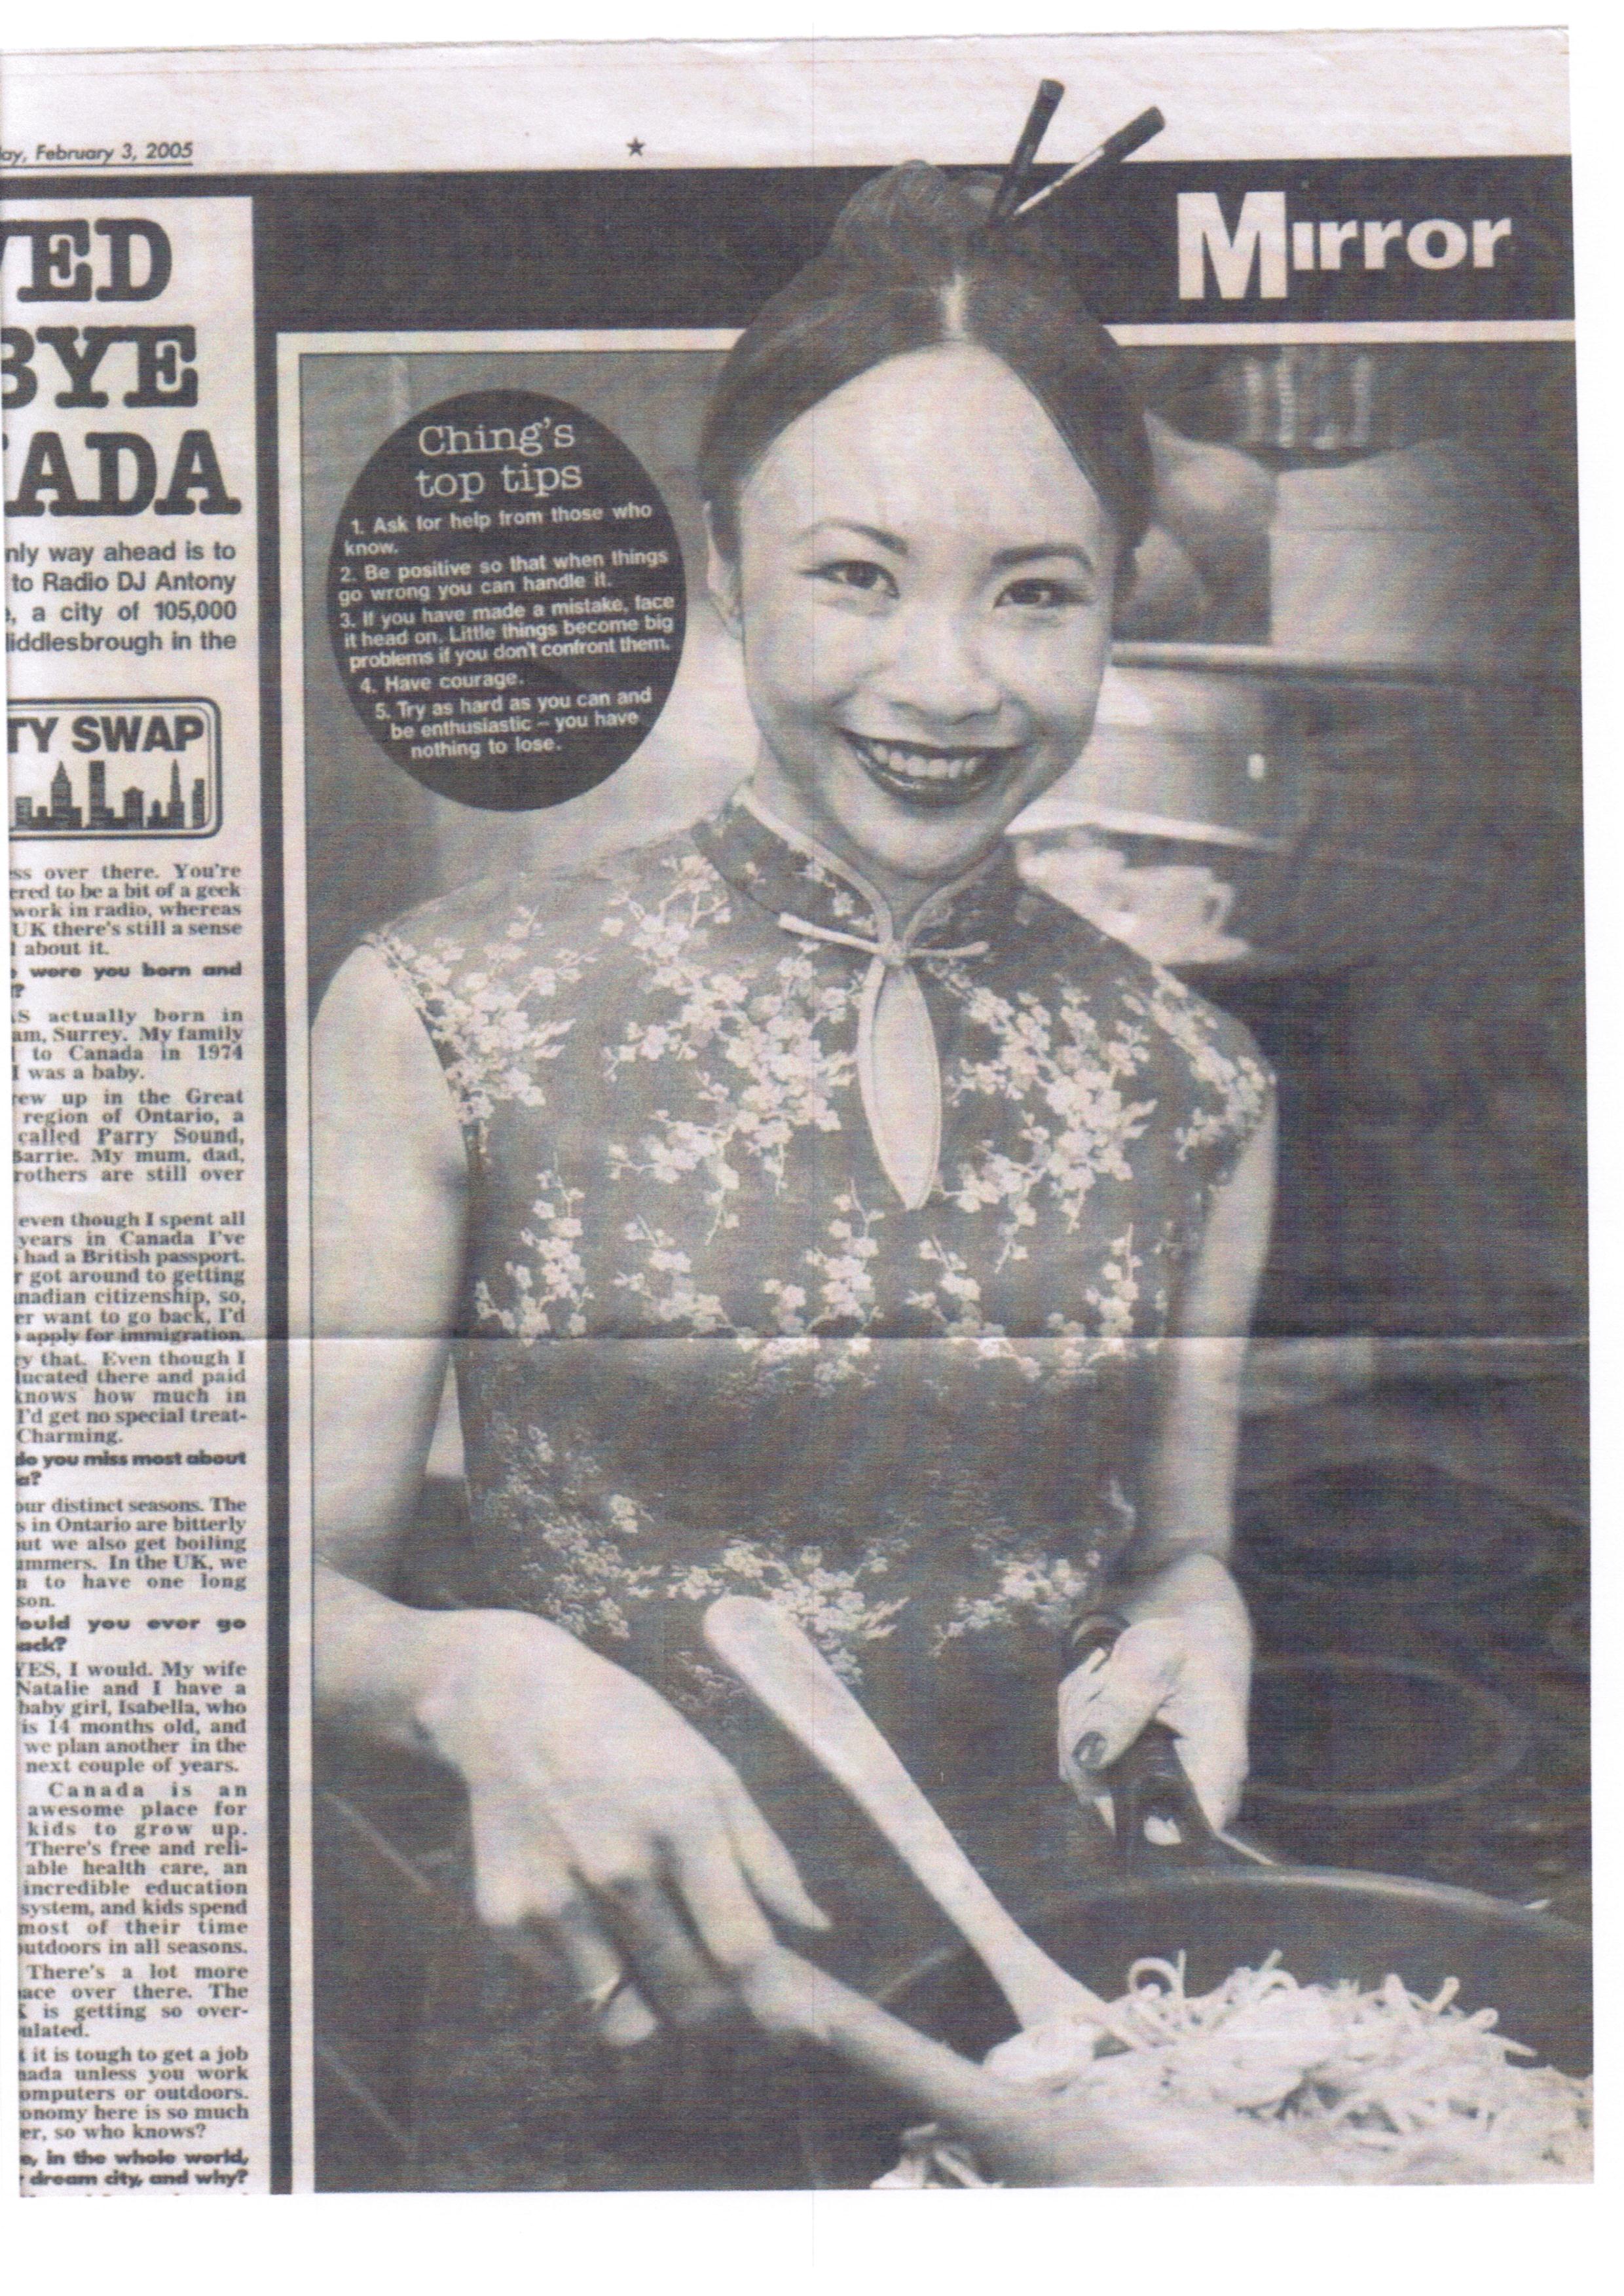 ay, February 3, 2005
★
Mirror
VED
BYE
ADA
nly way ahead is to
to Radio DJ Antony
, a city of 105,000
iddlesbrough in the
TY SWAP
ss over there. You're
ered to be a bit of a geek
work in radio, whereas
UK there's still a sense
about it.
were you born and
?
S actually born in
am, Surrey. My family
to Canada in 1974
I was a baby.
rew up in the Great
region of Ontario, a
called Parry Sound,
Barrie. My mum, dad,
rothers are still over
even though I spent all
years in Canada I've
had a British passport.
r got around to getting
nadian citizenship, so,
er want to go back, I'd
apply for immigration.
ry that. Even though I
lucated there and paid
knows how much in
I'd get no special treat-
Charming.
do you miss most about
a?
our distinct seasons. The
s in Ontario are bitterly
out we also get boiling
ummers. In the UK, we
n to have one long
son.
ould you ever go
ack?
YES, I would. My wife
Natalie and I have a
baby girl, Isabella, who
is 14 months old, and
we plan another in the
next couple of years.
Canada is an
awesome place for
kids to grow up.
There's free and reli-
able health care, an
incredible education
system, and kids spend
most of their time
outdoors in all seasons.
There's a lot more
ace over there. The
K is getting so over-
ulated.
t it is tough to get a job
nada unless you work
omputers or outdoors.
onomy here is so much
er, so who knows?
e, in the whole world,
dream city, and why?
Ching's
top tips
1. Ask for help from those who
know.
2. Be positive so that when things
go wrong you can handle it.
3. If you have made a mistake, face
it head on. Little things become big
problems if you don't confront them.
4. Have courage.
5. Try as hard as you can and
be enthusiastic – you have
nothing to lose.